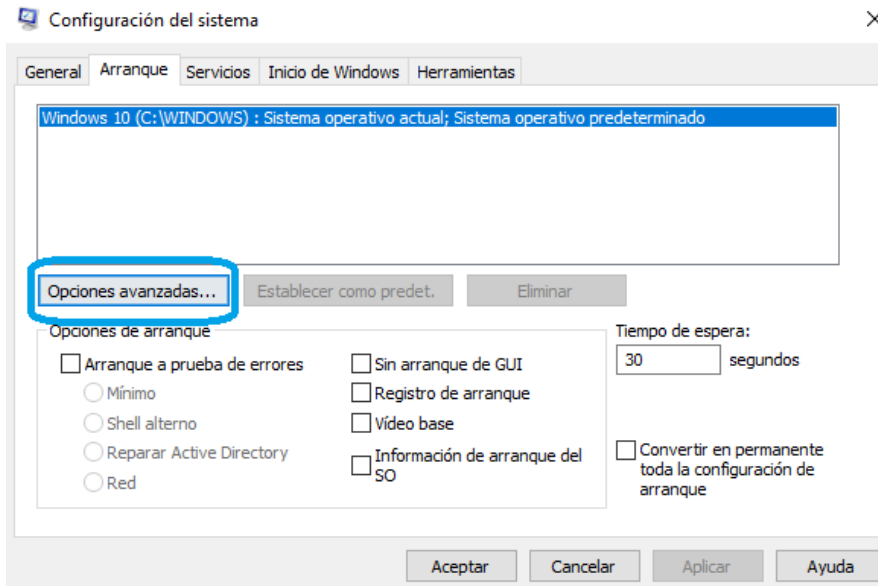 Configuración del sistema
General Arranque Servicios Inicio de Windows Herramientas
Windows 10 (C:\WINDOWS) : Sistema operativo actual; Sistema operativo predeterminado
Opciones avanzadas... Establecer como predet. Eliminar
Opciones de arranque
Arranque a prueba de errores
Mínimo
Shell alterno
Reparar Active Directory
Red
Sin arranque de GUI
Registro de arranque
Vídeo base
Información de arranque del
SO
Tiempo de espera:
30 segundos
Convertir en permanente
toda la configuración de
arranque
Aceptar Cancelar Aplicar Ayuda